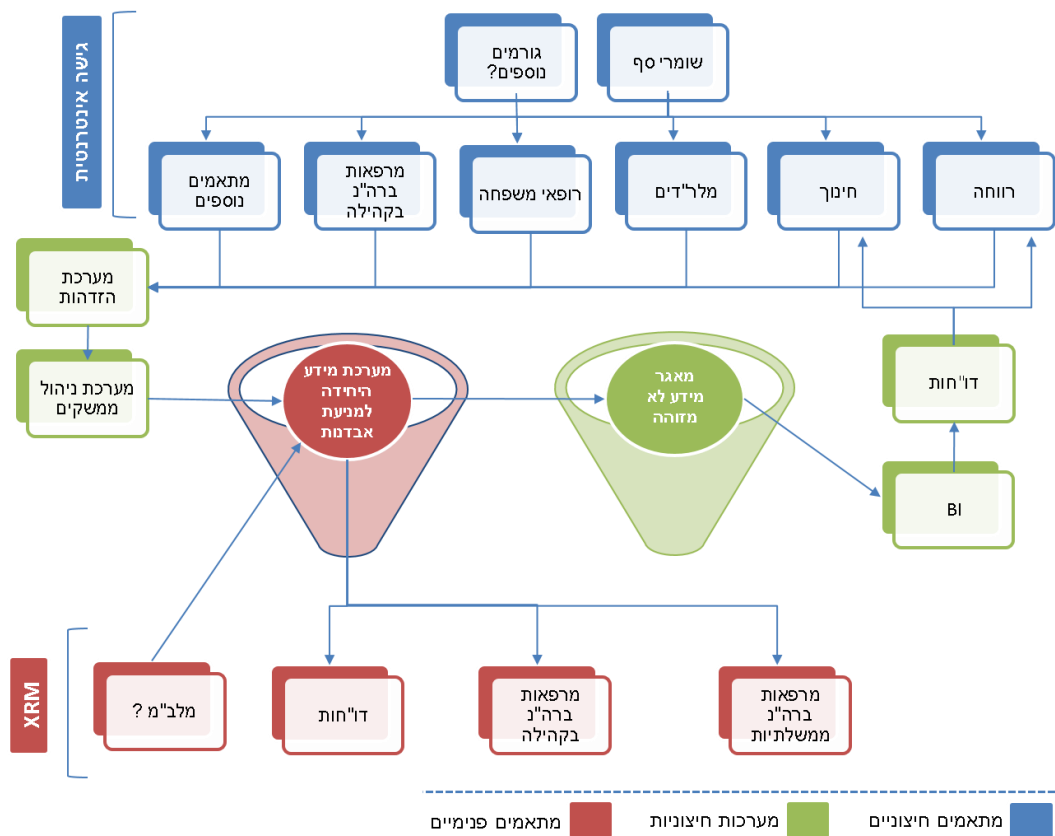 גישה אינטרנטית
שומרי סף
גורמים
נוספים?
רווחה
חינוך
מלר"דים
רופאי משפחה
מרפאות
ברה"נ
בקהילה
מתאמים
נוספים
מערכת
הזדהות
מערכת ניהול
ממשקים
מערכת מידע
היחידה
למניעת
אבדנות
מאגר
מידע לא
מזוהה
דו"חות
BI
XRM
מרפאות
ברה"נ
ממשלתיות
מרפאות
ברה"נ
בקהילה
דו"חות
מלב"מ ?
מתאמים חיצוניים
מערכות חיצוניות
מתאמים פנימיים